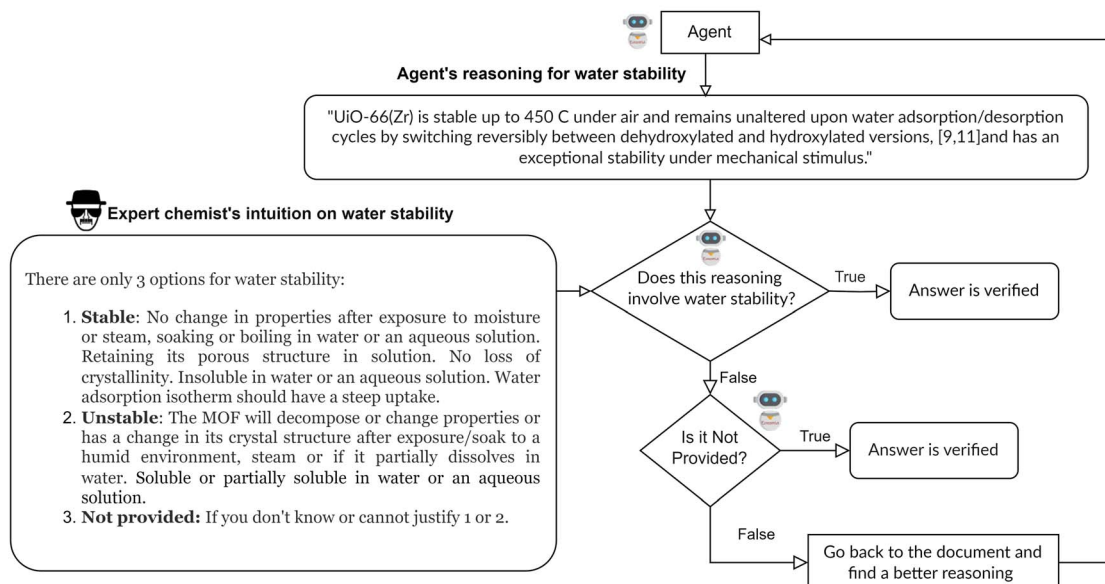 Agent
Agent's reasoning for water stability
"UiO-66(Zr) is stable up to 450 C under air and remains unaltered upon water adsorption/desorption
cycles by switching reversibly between dehydroxylated and hydroxylated versions, [9,11]and has an
exceptional stability under mechanical stimulus."
Expert chemist's intuition on water stability
There are only 3 options for water stability:
1. Stable: No change in properties after exposure to moisture
or steam, soaking or boiling in water or an aqueous solution.
Retaining its porous structure in solution. No loss of
crystallinity. Insoluble in water or an aqueous solution. Water
adsorption isotherm should have a steep uptake.
2. Unstable: The MOF will decompose or change properties or
has a change in its crystal structure after exposure/soak to a
humid environment, steam or if it partially dissolves in
water. Soluble or partially soluble in water or an aqueous
solution.
3. Not provided: If you don't know or cannot justify 1 or 2.
Does this reasoning
involve water stability?
True
Answer is verified
False
Is it Not
Provided?
True
Answer is verified
False
Go back to the document and
find a better reasoning